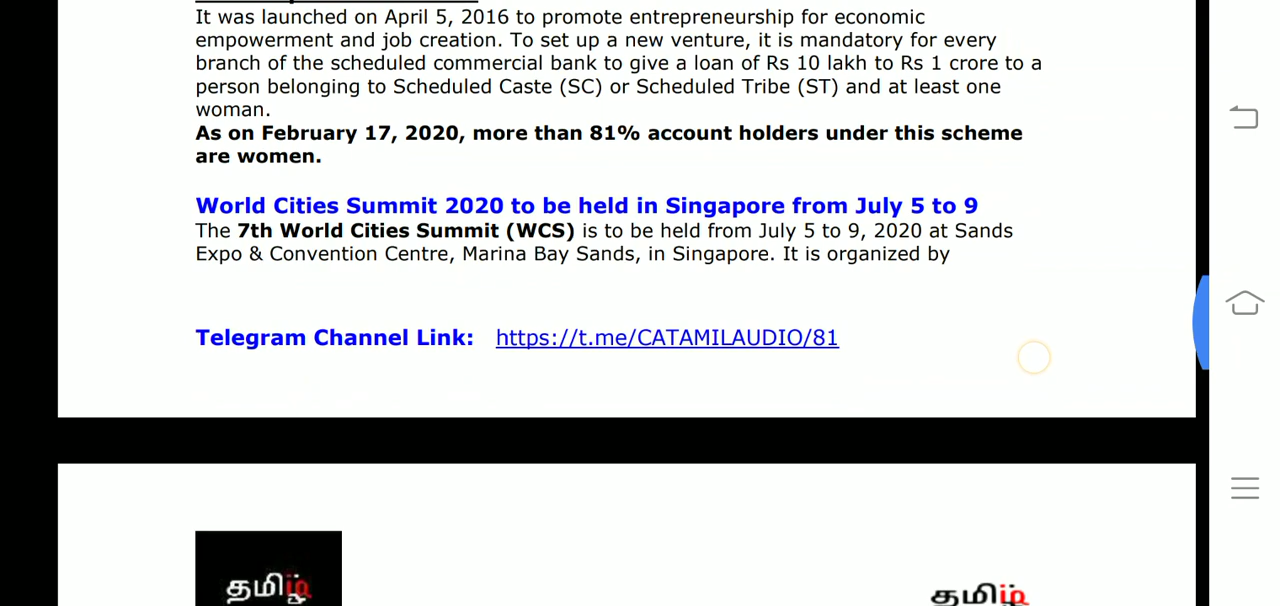 It was launched on April 5, 2016 to promote entrepreneurship for economic
empowerment and job creation. To set up a new venture, it is mandatory for every
branch of the scheduled commercial bank to give a loan of Rs 10 lakh to Rs 1 crore to a
person belonging to Scheduled Caste (SC) or Scheduled Tribe (ST) and at least one
woman.
As on February 17, 2020, more than 81% account holders under this scheme
are women.
World Cities Summit 2020 to be held in Singapore from July 5 to 9
The 7th World Cities Summit (WCS) is to be held from July 5 to 9, 2020 at Sands
Expo & Convention Centre, Marina Bay Sands, in Singapore. It is organized by
Telegram Channel Link: https://t.me/CATAMILAUDIO/81
தமிழ்
தமிழ்